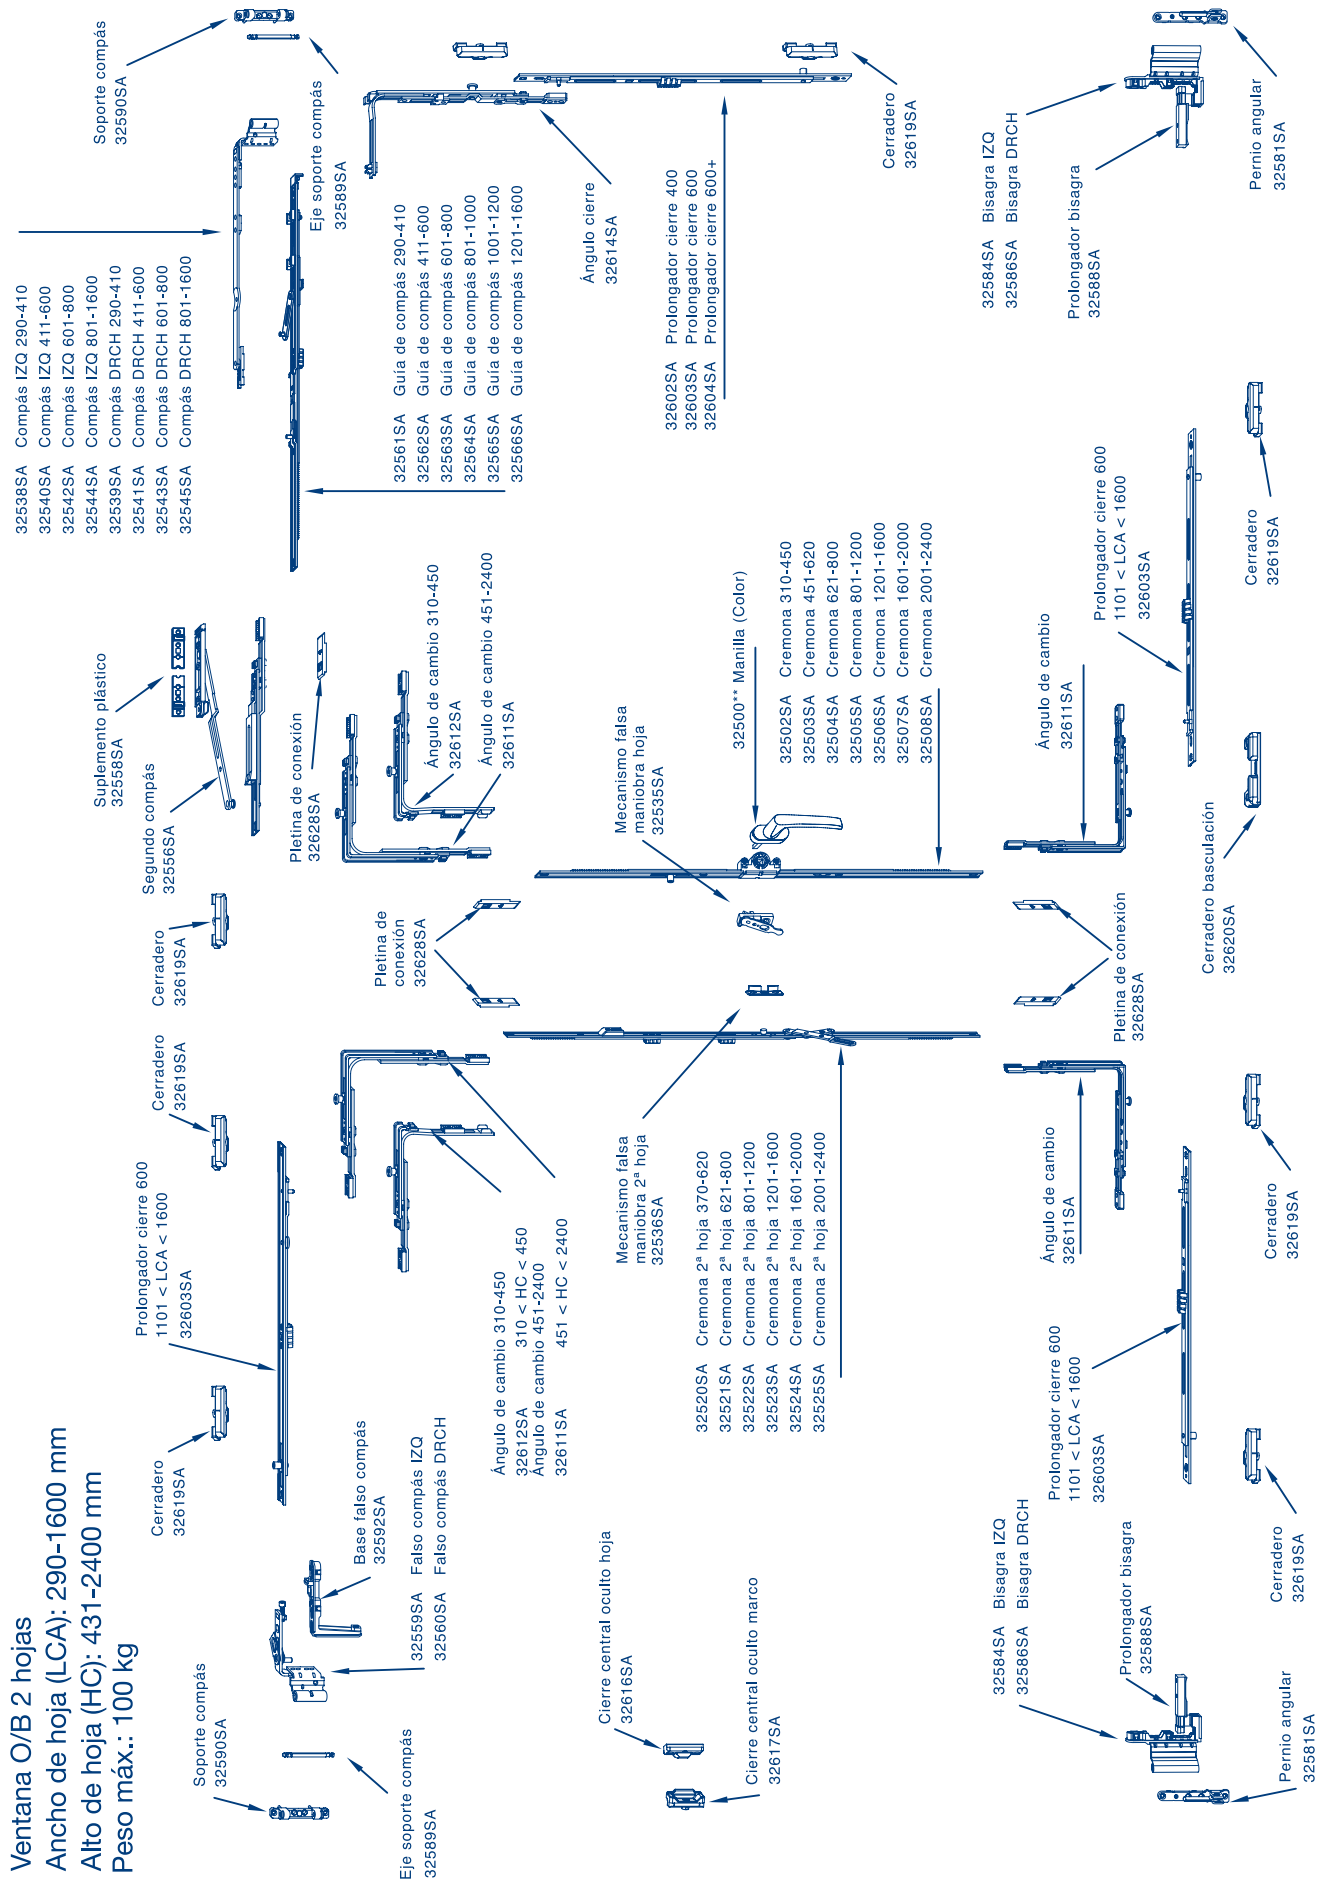 Ventana O/B 2 hojas
Ancho de hoja (LCA): 290-1600 mm
Alto de hoja (HC): 431-2400 mm
Peso máx.: 100 kg
Soporte compás
32590SA
Eje soporte compás
32589SA
Base falso compás
32592SA
32559SA Falso compás IZQ
32560SA Falso compás DRCH
Cerradero
32619SA
Prolongador cierre 600
1101 < LCA < 1600
32603SA
Cerradero
32619SA
Cerradero
32619SA
Segundo compás
32556SA
Suplemento plástico
32558SA
Pletina de conexión
32628SA
32538SA Compás IZQ 290-410
32540SA Compás IZQ 411-600
32542SA Compás IZQ 601-800
32544SA Compás IZQ 801-1600
32539SA Compás DRCH 290-410
32541SA Compás DRCH 411-600
32543SA Compás DRCH 601-800
32545SA Compás DRCH 801-1600
Soporte compás
32590SA
Eje soporte compás
32589SA
32561SA Guía de compás 290-410
32562SA Guía de compás 411-600
32563SA Guía de compás 601-800
32564SA Guía de compás 801-1000
32565SA Guía de compás 1001-1200
32566SA Guía de compás 1201-1600
Ángulo de cambio 310-450
32612SA 310 < HC < 450
Ángulo de cambio 451-2400
32611SA 451 < HC < 2400
Pletina de
conexión
32628SA
Ángulo de cambio 310-450
32612SA
Ángulo de cambio 451-2400
32611SA
Ángulo cierre
32614SA
Cierre central oculto hoja
32616SA
Cierre central oculto marco
32617SA
Mecanismo falsa
maniobra 2ª hoja
32536SA
32520SA Cremona 2ª hoja 370-620
32521SA Cremona 2ª hoja 621-800
32522SA Cremona 2ª hoja 801-1200
32523SA Cremona 2ª hoja 1201-1600
32524SA Cremona 2ª hoja 1601-2000
32525SA Cremona 2ª hoja 2001-2400
Mecanismo falsa
maniobra hoja
32535SA
32500** Manilla (Color)
32502SA Cremona 310-450
32503SA Cremona 451-620
32504SA Cremona 621-800
32505SA Cremona 801-1200
32506SA Cremona 1201-1600
32507SA Cremona 1601-2000
32508SA Cremona 2001-2400
32602SA Prolongador cierre 400
32603SA Prolongador cierre 600
32604SA Prolongador cierre 600+
Cerradero
32619SA
32584SA Bisagra IZQ
32586SA Bisagra DRCH
Prolongador bisagra
32588SA
Pernio angular
32581SA
Prolongador cierre 600
1101 < LCA < 1600
32603SA
Ángulo de cambio
32611SA
Cerradero
32619SA
Cerradero
32619SA
Pletina de conexión
32628SA
Ángulo de cambio
32611SA
Prolongador cierre 600
1101 < LCA < 1600
32603SA
Cerradero basculación
32620SA
Cerradero
32619SA
32584SA Bisagra IZQ
32586SA Bisagra DRCH
Prolongador bisagra
32588SA
Pernio angular
32581SA